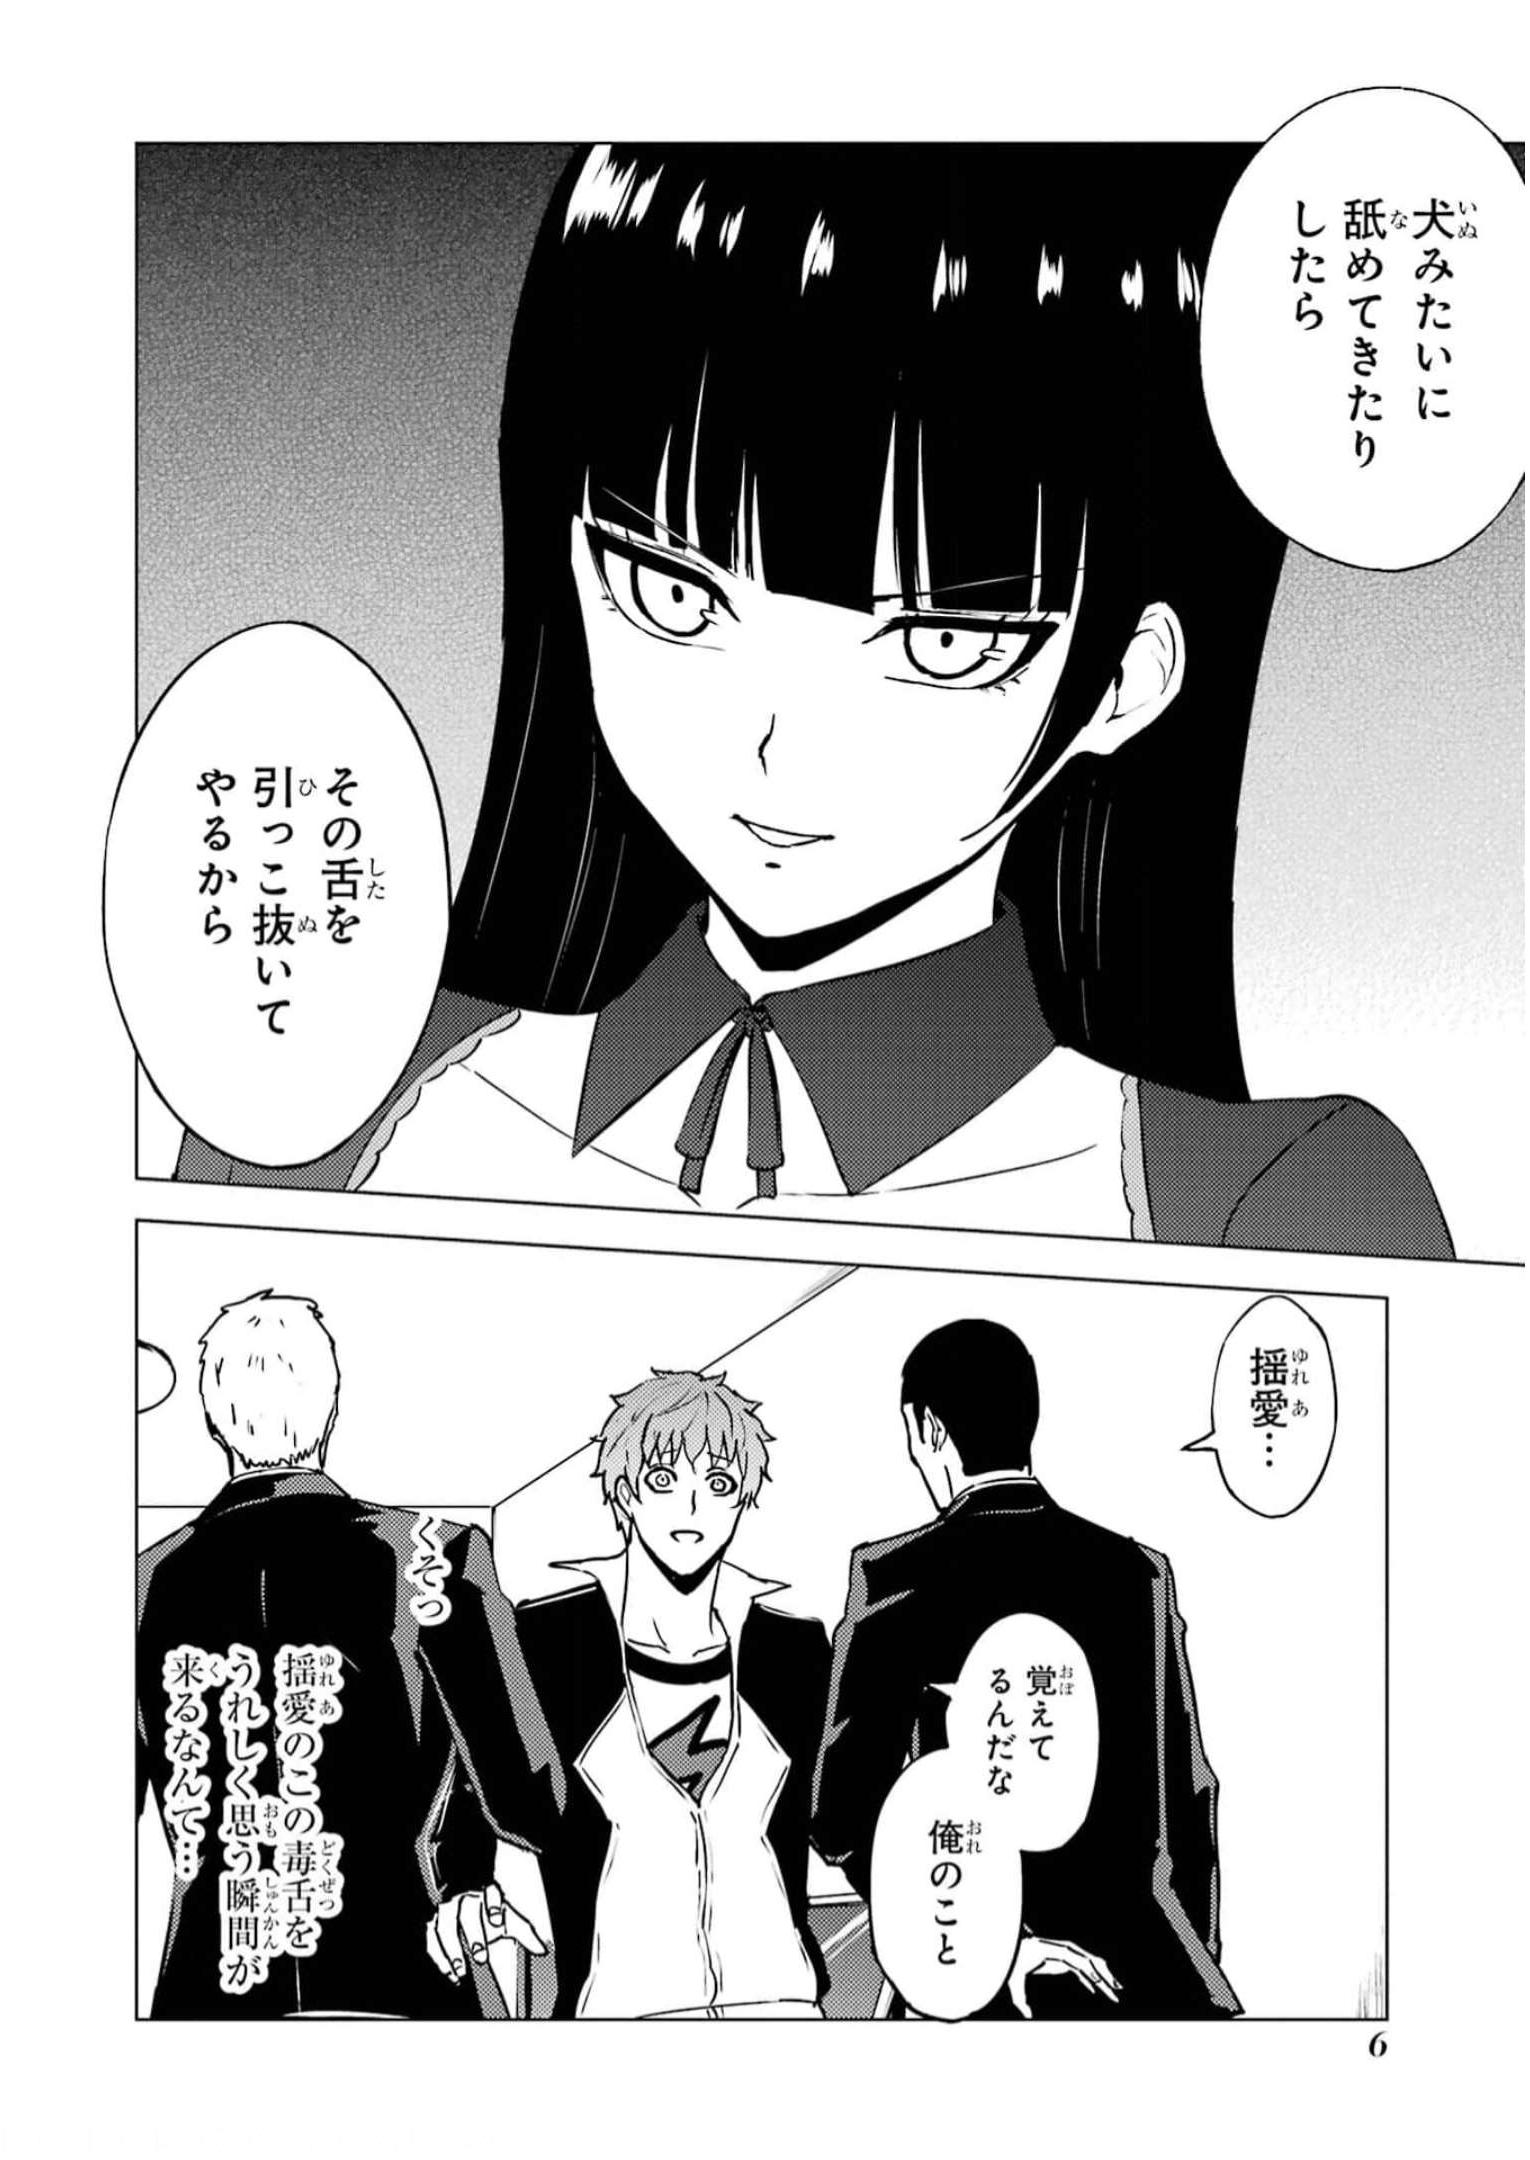 犬みたいに
舐めてきたり
したら
その舌を
引っこ抜いて
やるから
揺愛…
覚えて
るんだな
俺のこと
くそっ
揺愛のこの毒舌を
うれしく思う瞬間が
来るなんて…
6